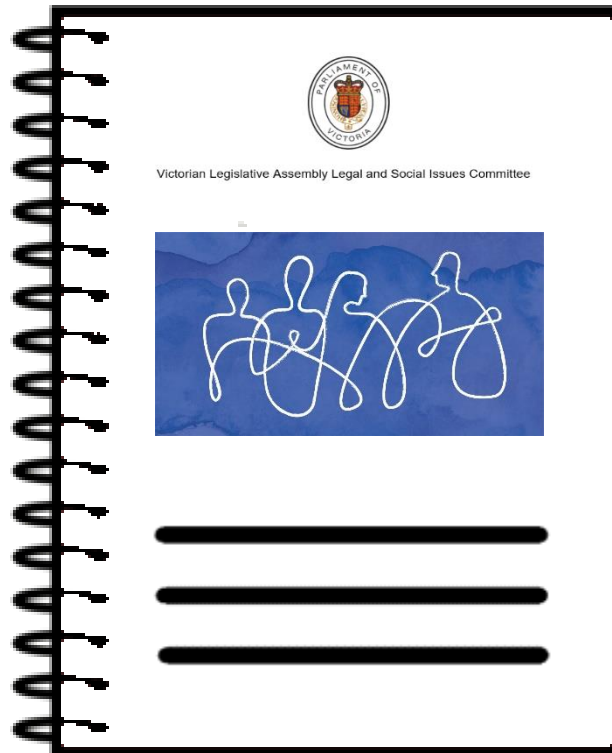 PARLIAMENT OF
VICTORIA
Victorian Legislative Assembly Legal and Social Issues Committee